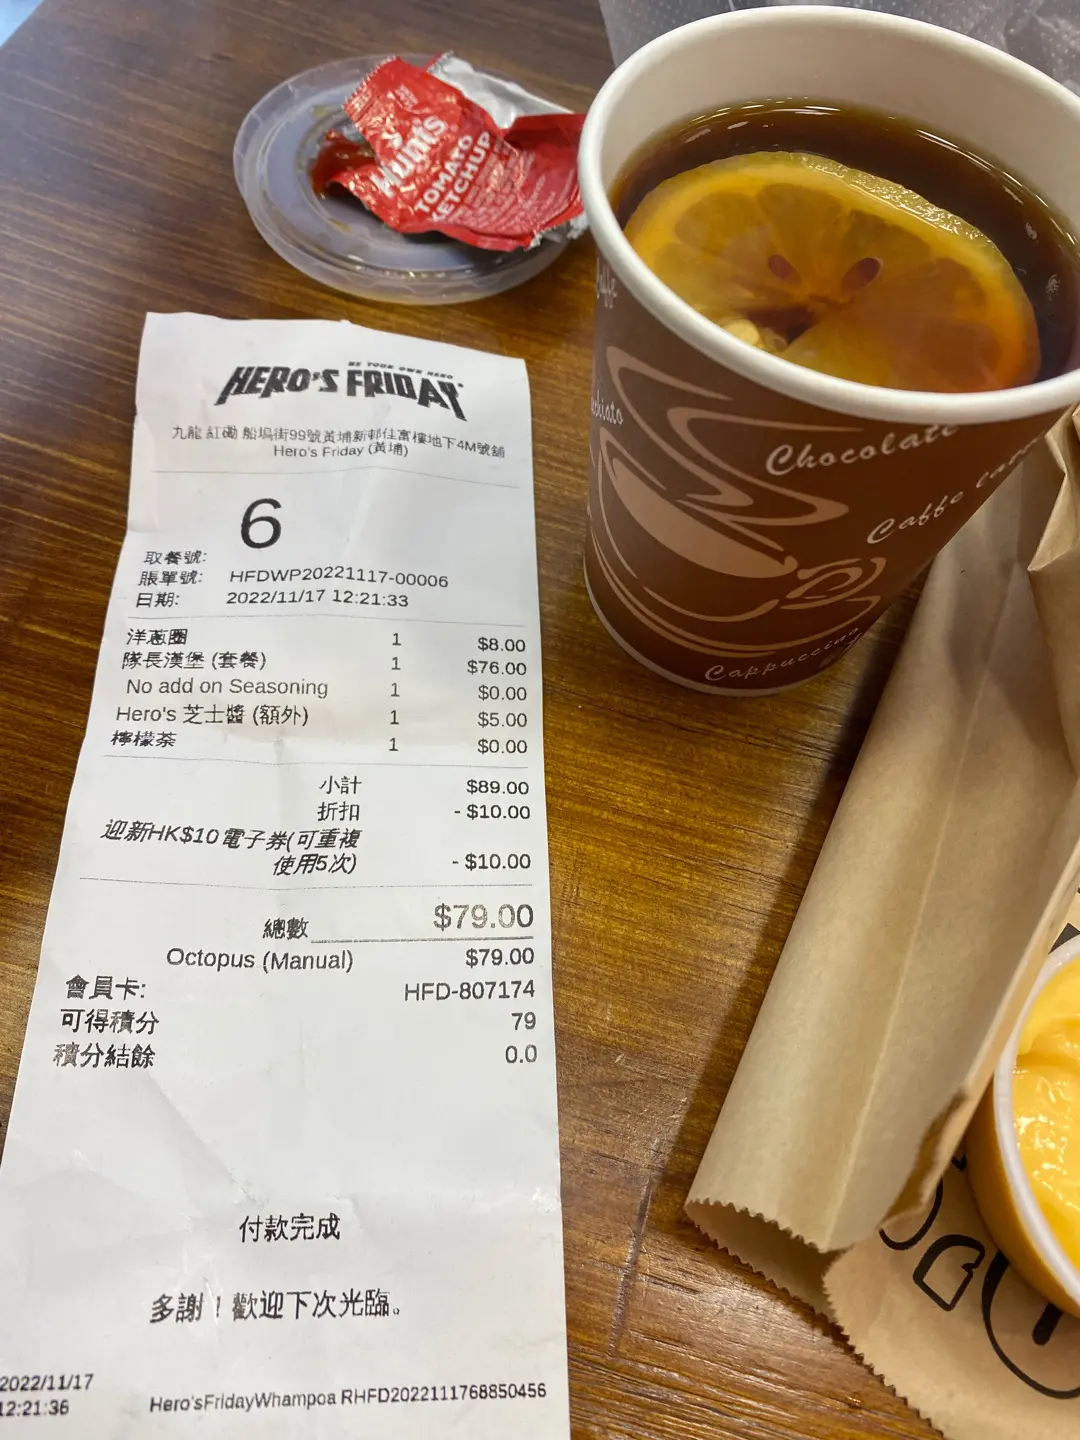 Hunt's
TOMATO
KETCHUP
BE YOUR OWN HERO
HERO'S FRIDAY
九龍 紅磡 船塢街99號黃埔新邨佳富樓地下4M號舖
Hero's Friday (黃埔)
取餐號: 6
賬單號: HFDWP20221117-00006
日期: 2022/11/17 12:21:33
洋蔥圈 1 $8.00
隊長漢堡 (套餐) 1 $76.00
No add on Seasoning 1 $0.00
Hero's 芝士醬 (額外) 1 $5.00
檸檬茶 1 $0.00
小計 $89.00
折扣 - $10.00
迎新HK$10電子券(可重複
使用5次) - $10.00
總數 $79.00
Octopus (Manual) $79.00
會員卡: HFD-807174
可得積分 79
積分結餘 0.0
付款完成
多謝！歡迎下次光臨。
2022/11/17
12:21:36
Hero'sFridayWhampoa RHFD2022111768850456
Chocolate
Caffe
Cappuccino